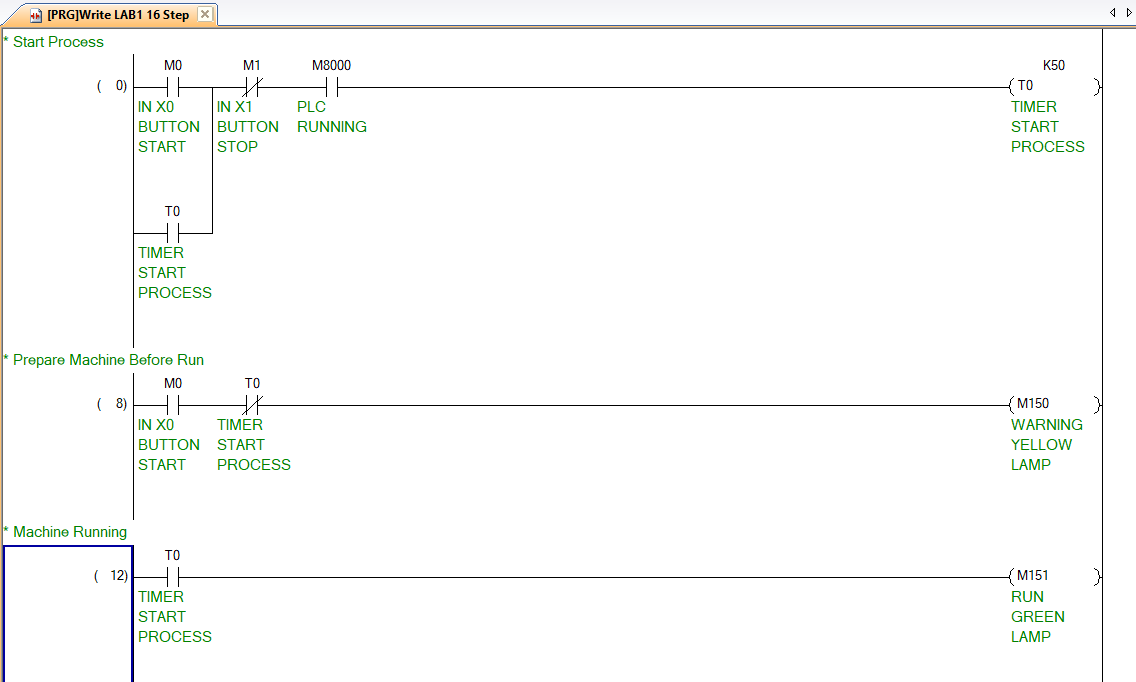 [PRG]Write LAB1 16 Step
* Start Process
M0 M1 M8000 K50
( 0) T0
IN X0 IN X1 PLC TIMER
BUTTON BUTTON RUNNING START
START STOP PROCESS
T0
TIMER
START
PROCESS
* Prepare Machine Before Run
M0 T0
( 8) M150
IN X0 TIMER WARNING
BUTTON START YELLOW
START PROCESS LAMP
* Machine Running
T0
( 12) M151
TIMER RUN
START GREEN
PROCESS LAMP